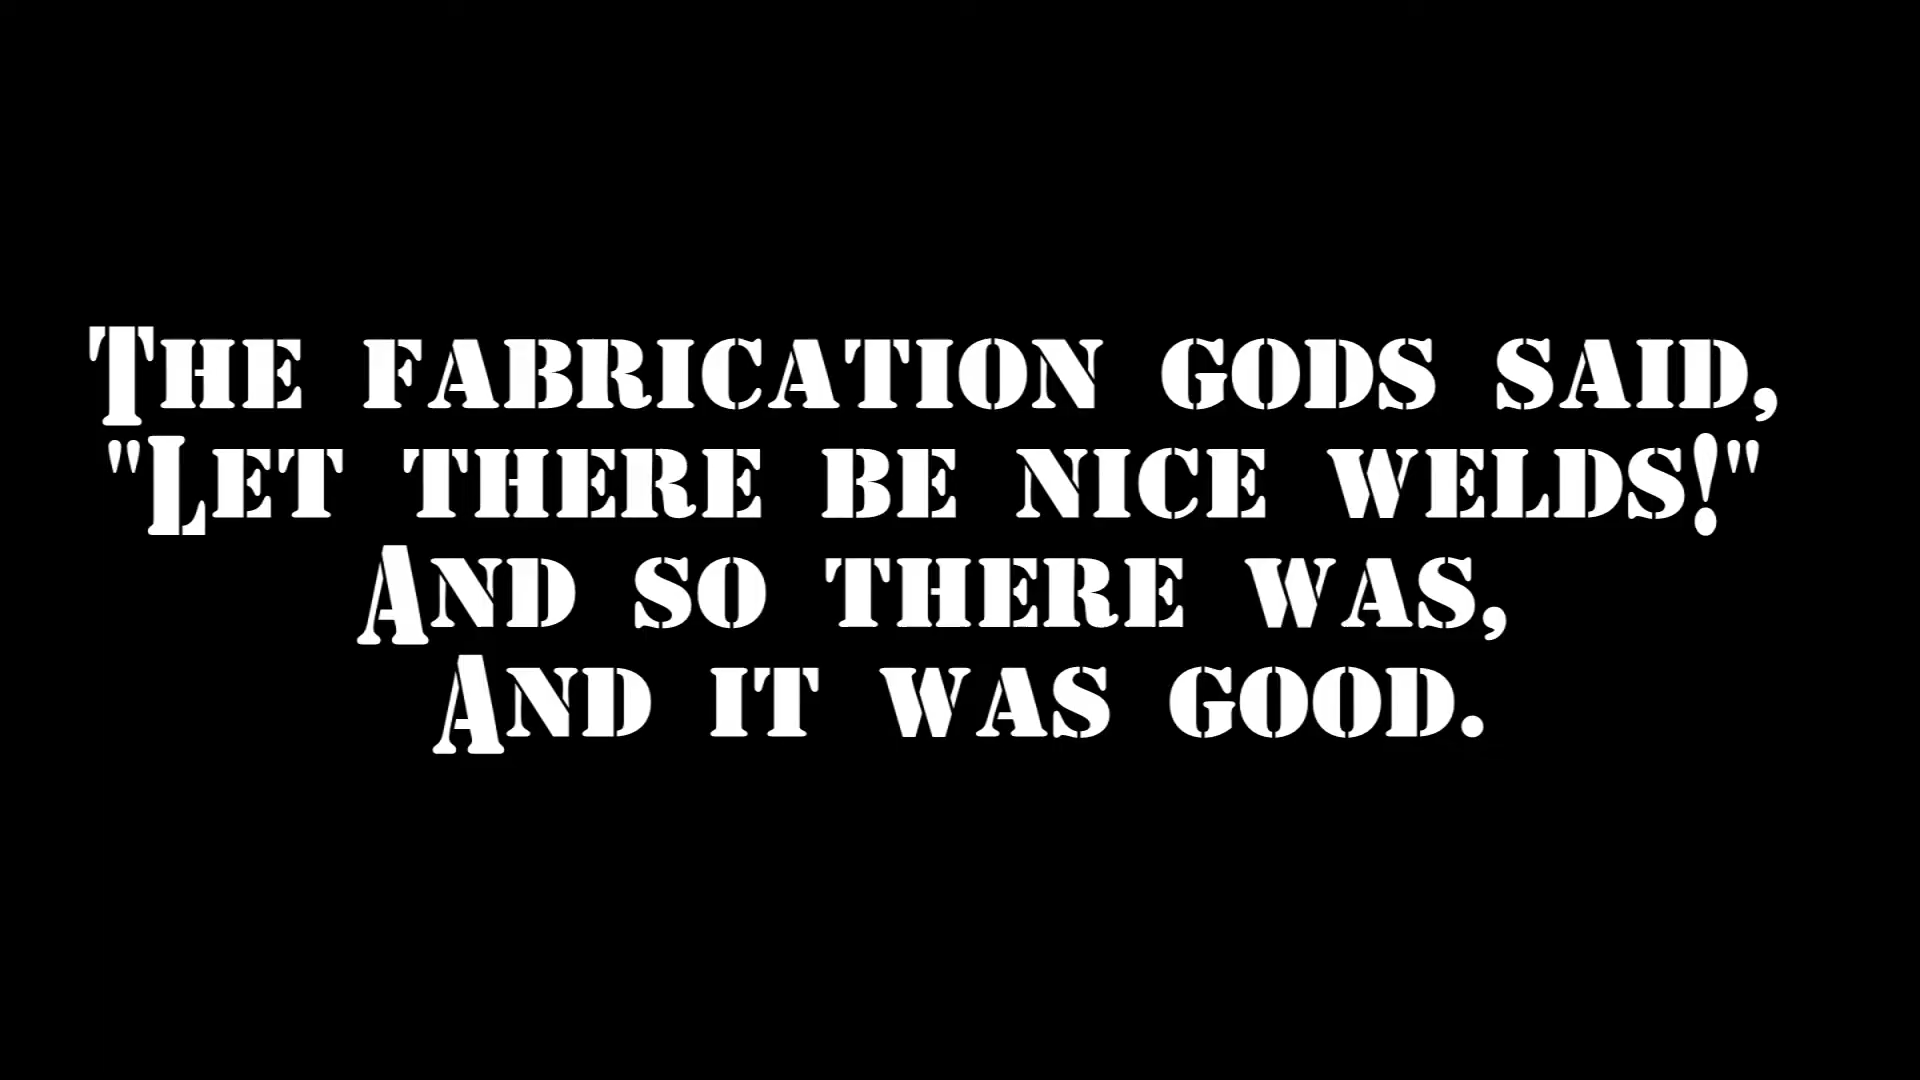 The fabrication gods said,
"Let there be nice welds!"
And so there was,
And it was good.